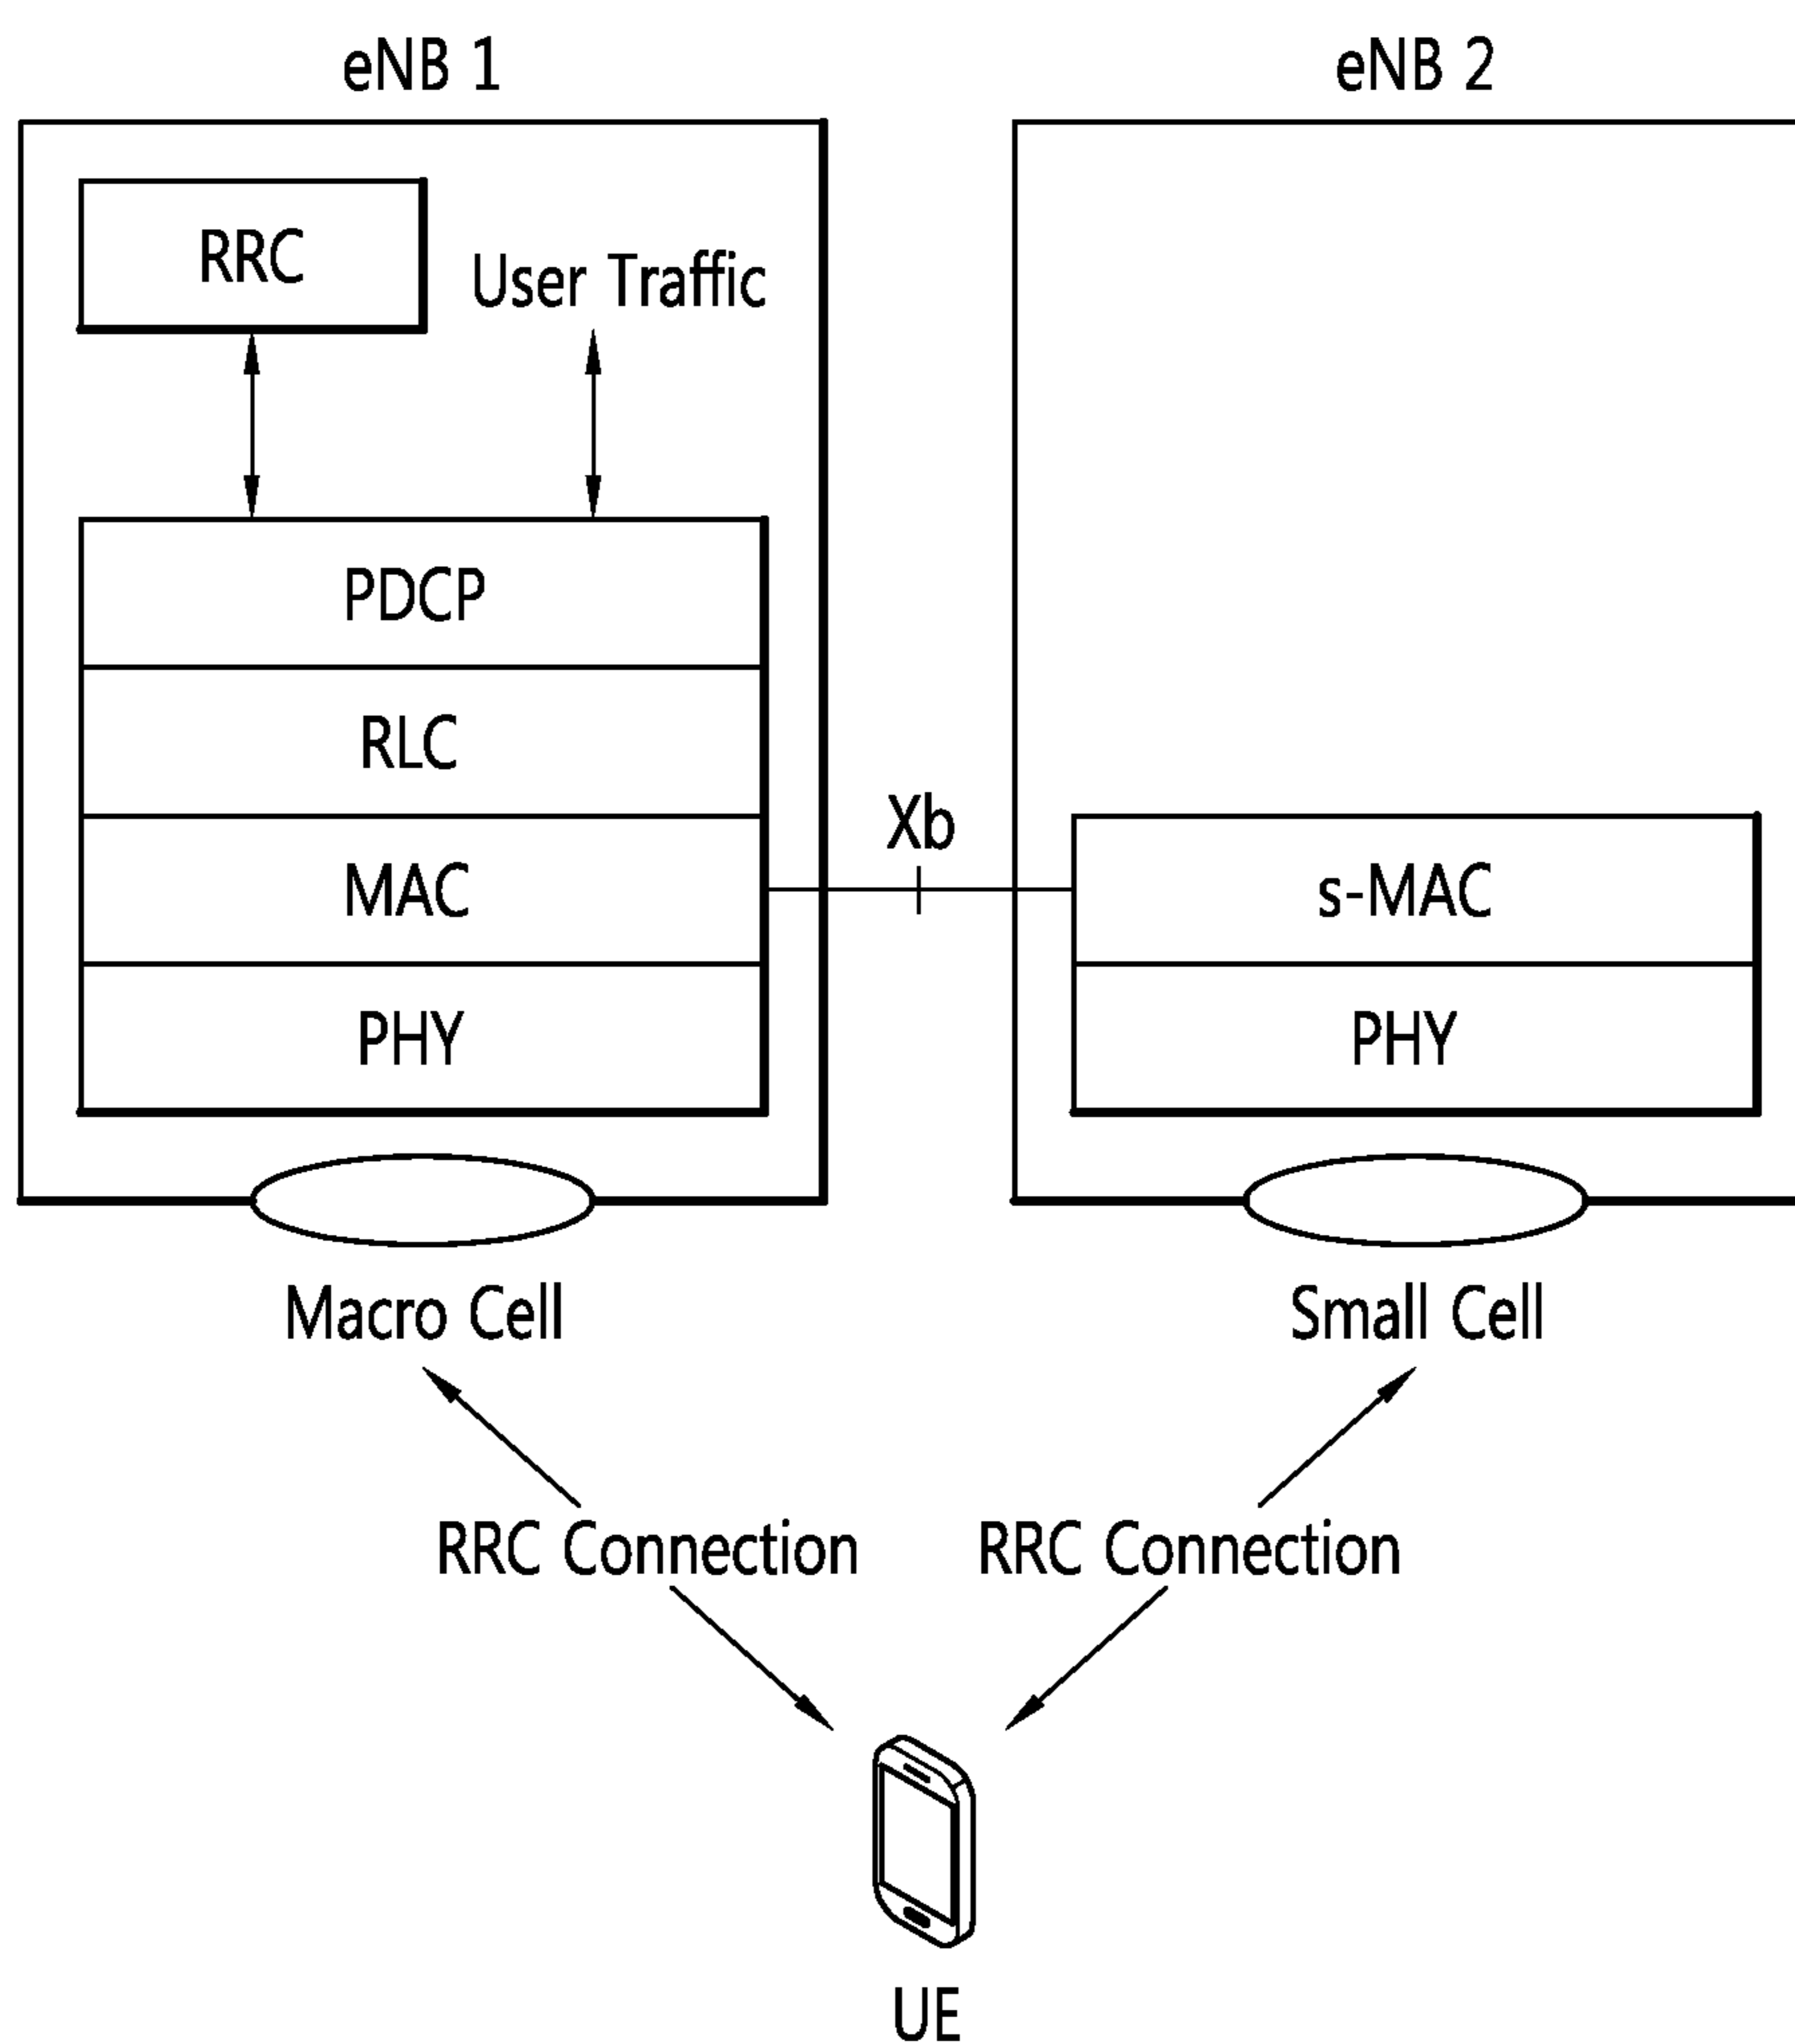 eNB 1
eNB 2
RRC
User Traffic
PDCP
RLC
MAC
PHY
Xb
s-MAC
PHY
Macro Cell
Small Cell
RRC Connection
RRC Connection
UE